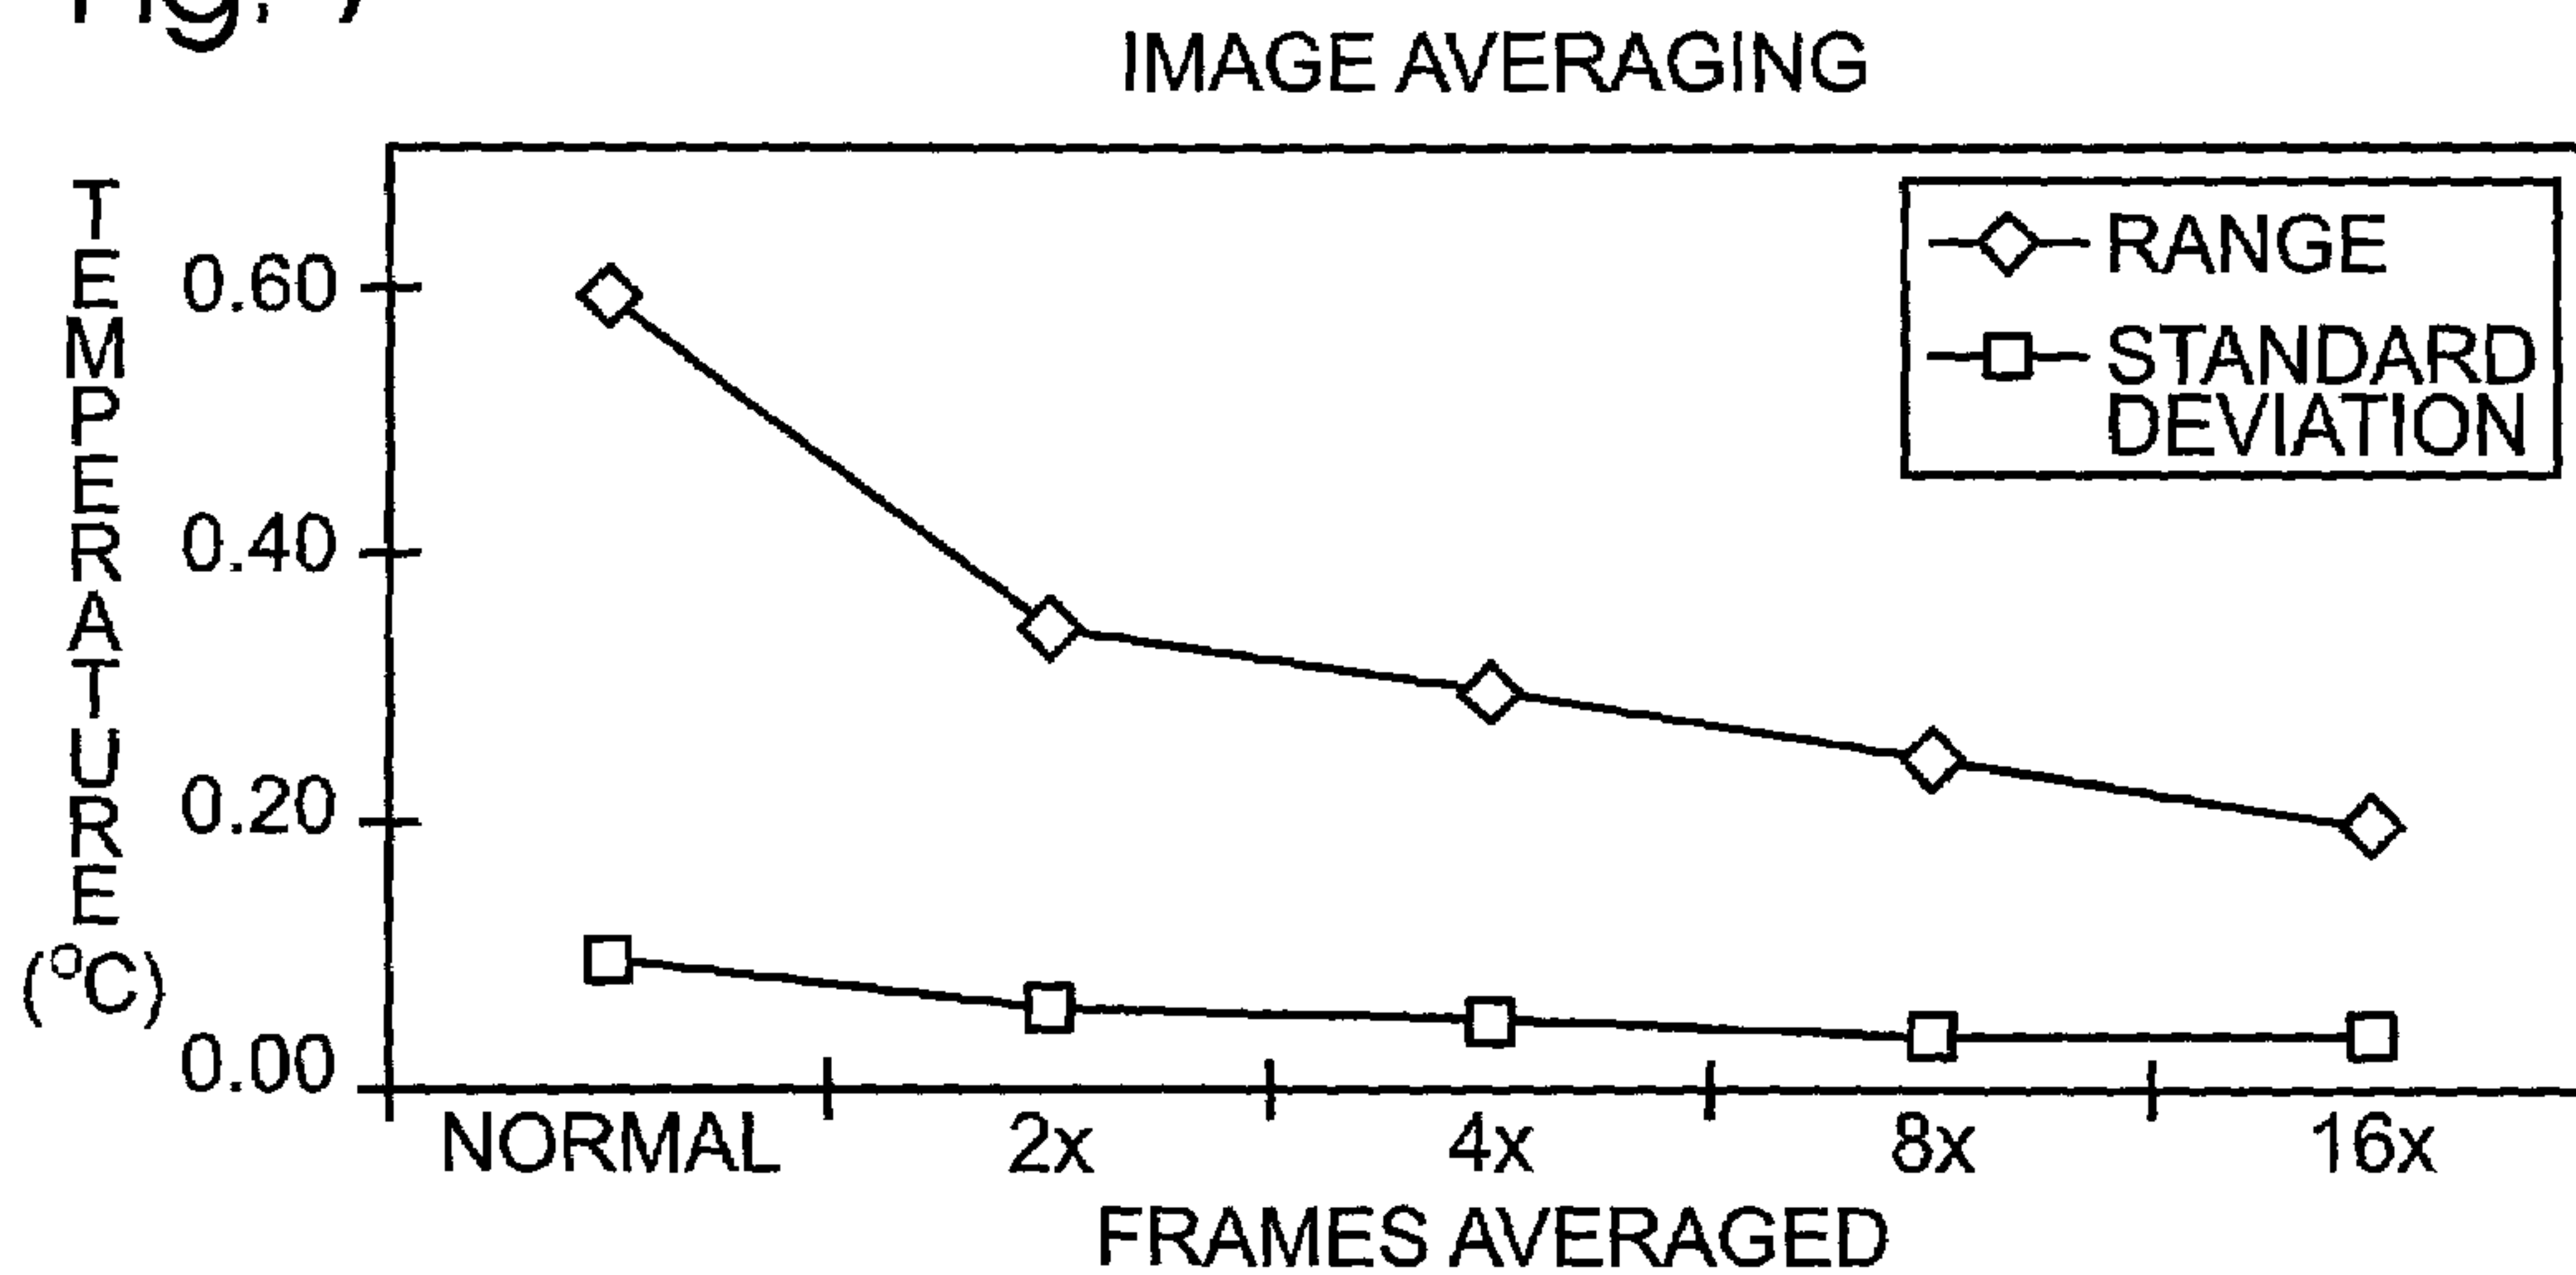 IMAGE AVERAGING
TEMPERATURE
(°C)
0.60
0.40
0.20
0.00
RANGE
STANDARD
DEVIATION
NORMAL 2x 4x 8x 16x
FRAMES AVERAGED